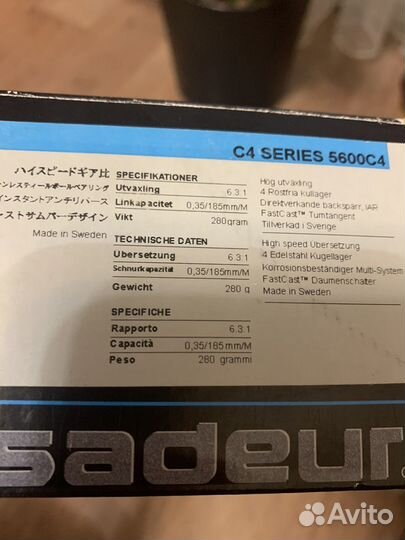 C4 SERIES 5600C4
ハイスピードギア比
ンレスティールボールベアリング
インスタントアンチリバース
ーストサムバーデザイン
Made in Sweden
SPECIFIKATIONER
Utväxling 6.3:1
Linkapacitet 0,35/185mm/M
Vikt 280gram
TECHNISCHE DATEN
Übersetzung 6.3:1
Schnurkapazität 0,35/185mm/M
Gewicht 280 g
SPECIFICHE
Rapporto 6.3:1
Capacità 0,35/185mm/M
Peso 280 grammi
Hög utväxling
4 Rostfria kullager
Direktverkande backspärr, IAR
FastCast™ Tumtangent
Tillverkad i Sverige
High speed Übersetzung
4 Edelstahl Kugellager
Korrosionsbeständiger Multi-System
FastCast™ Daumenschalter
Made in Sweden
sadeur
Avito